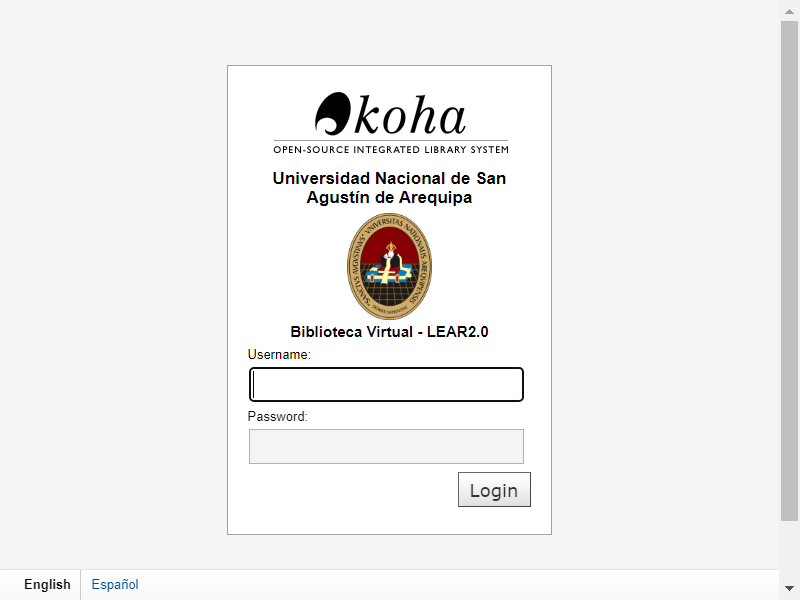 koha
OPEN-SOURCE INTEGRATED LIBRARY SYSTEM
Universidad Nacional de San
Agustín de Arequipa
Biblioteca Virtual - LEAR2.0
Username:
Password:
Login
English
Español